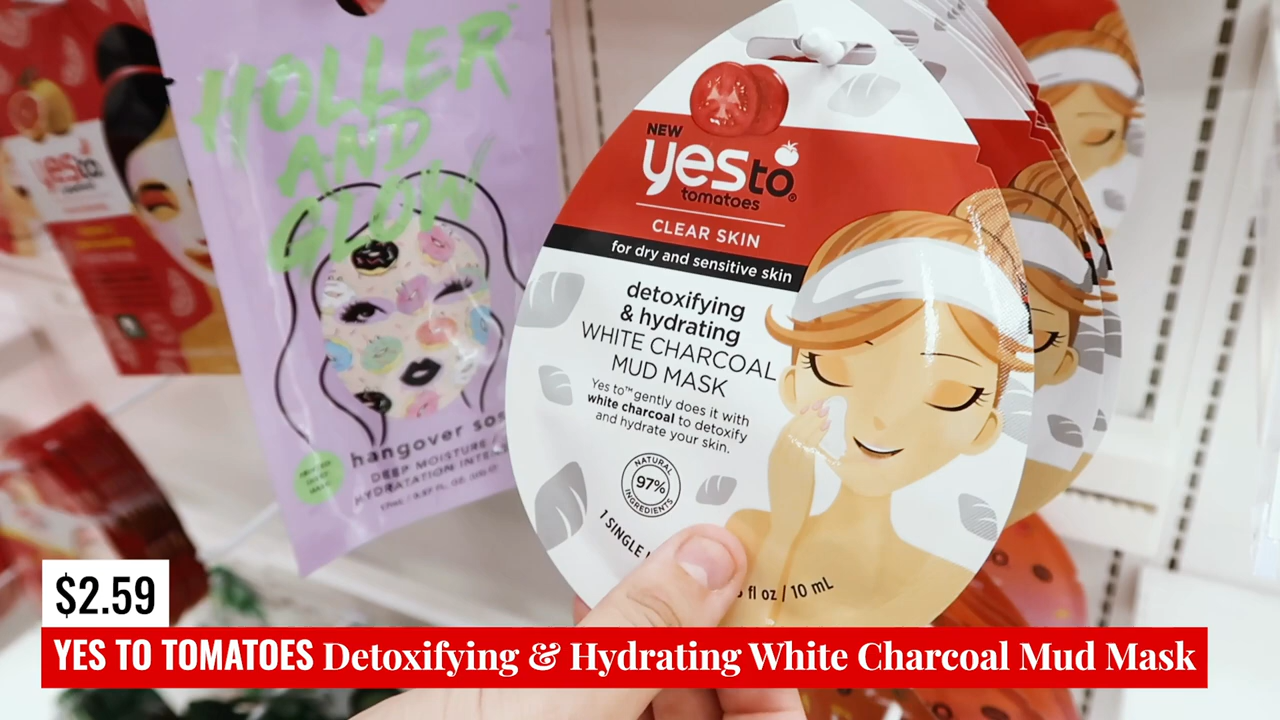 HOLLER
AND
GLOW
hangover sos
DEEP MOISTURE
HYDRATION
NEW
yes to
tomatoes
CLEAR SKIN
for dry and sensitive skin
detoxifying
& hydrating
WHITE CHARCOAL
MUD MASK
Yes to™ gently does it with
white charcoal to detoxify
and hydrate your skin.
NATURAL
97%
INGREDIENTS
1 SINGLE
fl oz / 10 mL
yes to
$2.59
YES TO TOMATOES Detoxifying & Hydrating White Charcoal Mud Mask